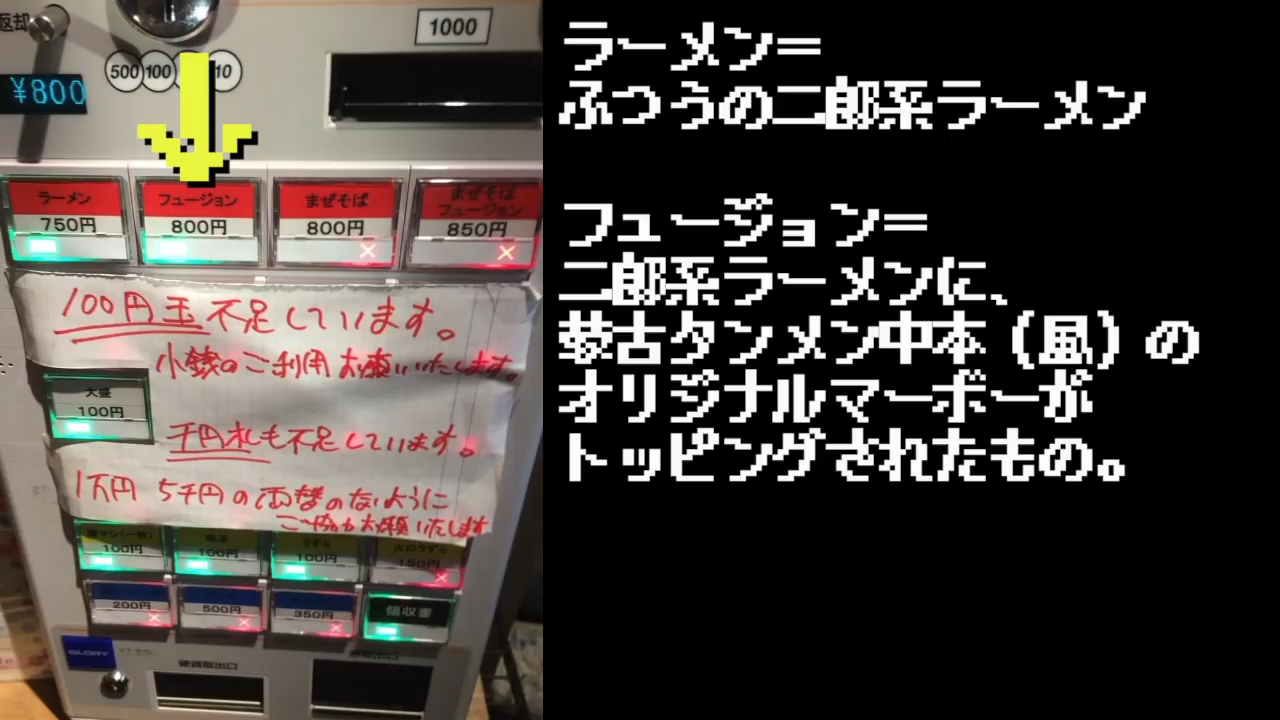 返却
1000
500 100 10
¥800
ラーメン
750円
フュージョン
800円
まぜそば
800円
まぜそば
フュージョン
850円
100円玉不足しています。
小銭のご利用お願いいたします。
大盛
100円
千円札も不足しています。
1万円 5千円の両替のないように
ご協力お願いいたします
100円
100円
うずら
100円
150円
200円
500円
350円
領収書
GLORY
硬貨取出口
ラーメン=
ふつうの二郎系ラーメン
フュージョン=
二郎系ラーメンに、
蒙古タンメン中本（風）の
オリジナルマーボーが
トッピングされたもの。